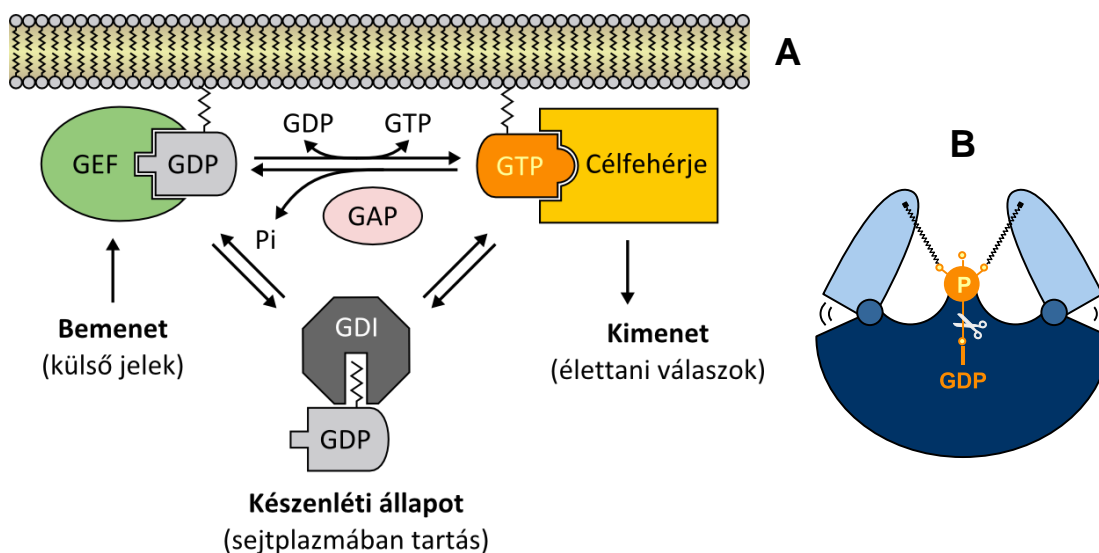 A
GDP
GTP
GEF
GDP
GTP
Célfehérje
GAP
Pi
Bemenet
(külső jelek)
GDI
GDP
Készenléti állapot
(sejtplazmában tartás)
Kimenet
(élettani válaszok)
B
P
GDP